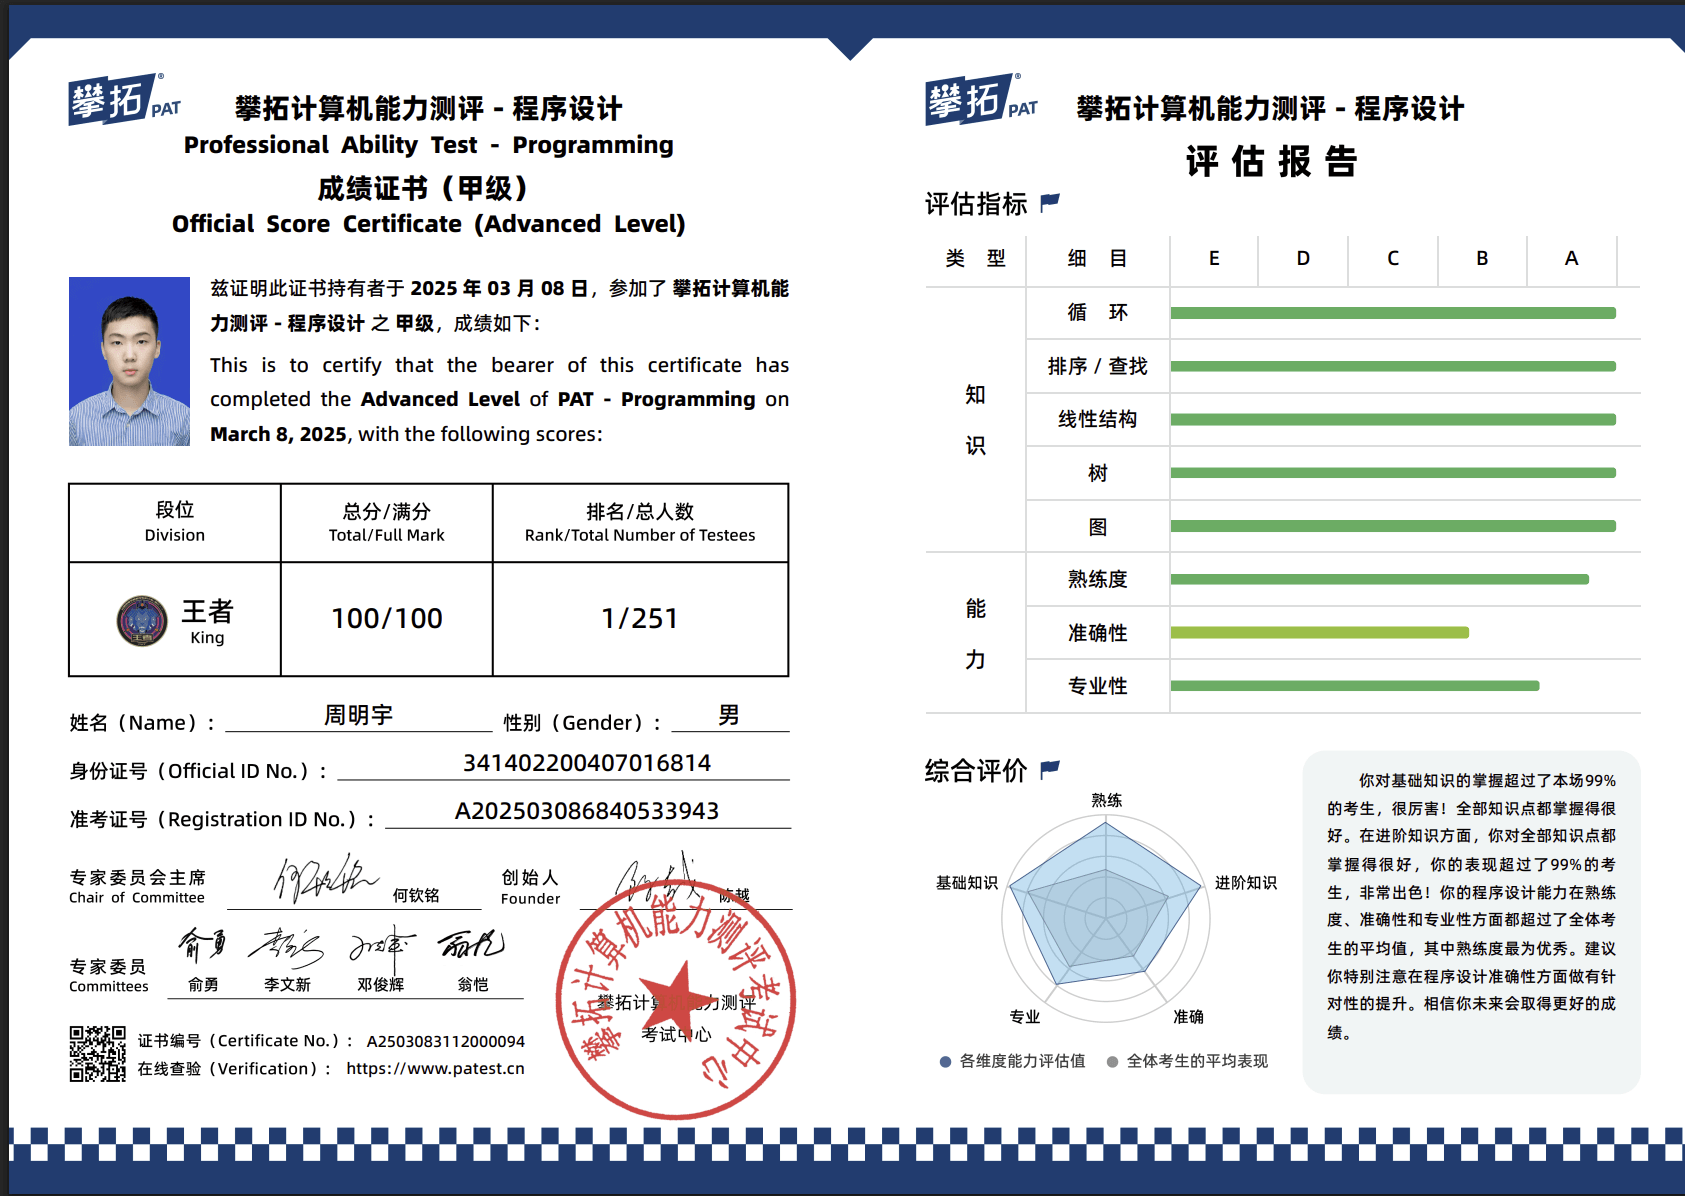 攀拓 PAT ®
攀拓计算机能力测评 - 程序设计
Professional Ability Test - Programming
成绩证书（甲级）
Official Score Certificate (Advanced Level)
兹证明此证书持有者于 2025 年 03 月 08 日，参加了 攀拓计算机能
力测评 - 程序设计 之 甲级，成绩如下：
This is to certify that the bearer of this certificate has
completed the Advanced Level of PAT - Programming on
March 8, 2025, with the following scores:
段位 总分/满分 排名/总人数
Division Total/Full Mark Rank/Total Number of Testees
王者 100/100 1/251
King
姓名（Name）： 周明宇 性别（Gender）： 男
身份证号（Official ID No.）： 341402200407016814
准考证号（Registration ID No.）： A202503086840533943
专家委员会主席 何钦铭 创始人 陈越
Chair of Committee Founder
专家委员
Committees 俞勇 李文新 邓俊辉 翁恺
攀拓计算机能力测评
考试中心
攀拓计算机能力测评考试中心
证书编号（Certificate No.）： A2503083112000094
在线查验（Verification）： https://www.patest.cn
攀拓 PAT ®
攀拓计算机能力测评 - 程序设计
评估报告
评估指标
类 型 细 目 E D C B A
知识
循 环
排序 / 查找
线性结构
树
图
能力
熟练度
准确性
专业性
综合评价
熟练
基础知识 进阶知识
专业 准确
各维度能力评估值 全体考生的平均表现
你对基础知识的掌握超过了本场99%
的考生，很厉害！全部知识点都掌握得很
好。在进阶知识方面，你对全部知识点都
掌握得很好，你的表现超过了99%的考
生，非常出色！你的程序设计能力在熟练
度、准确性和专业性方面都超过了全体考
生的平均值，其中熟练度最为优秀。建议
你特别注意在程序设计准确性方面做有针
对性的提升。相信你未来会取得更好的成
绩。